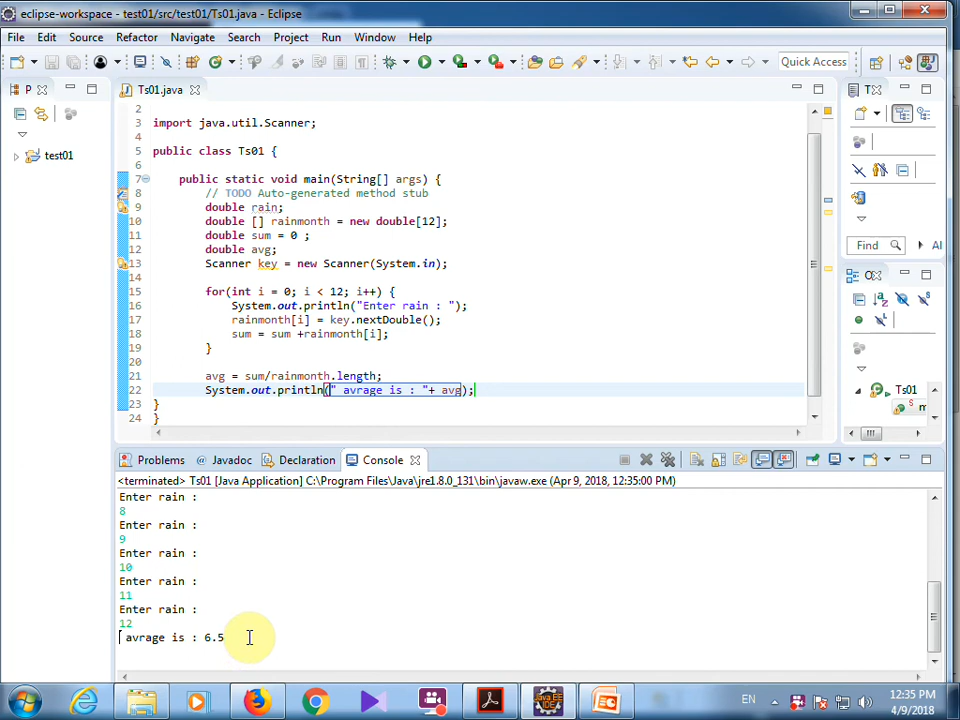 eclipse-workspace - test01/src/test01/Ts01.java - Eclipse
File Edit Source Refactor Navigate Search Project Run Window Help
Quick Access
P
Ts01.java
T
test01
2
3 import java.util.Scanner;
4
5 public class Ts01 {
6
7 public static void main(String[] args) {
8 // TODO Auto-generated method stub
9 double rain;
10 double [] rainmonth = new double[12];
11 double sum = 0 ;
12 double avg;
13 Scanner key = new Scanner(System.in);
14
15 for(int i = 0; i < 12; i++) {
16 System.out.println("Enter rain : ");
17 rainmonth[i] = key.nextDouble();
18 sum = sum +rainmonth[i];
19 }
20
21 avg = sum/rainmonth.length;
22 System.out.println(" avrage is : "+ avg);
23 }
24 }
Find
Al
O
Ts01
m
Problems Javadoc Declaration Console
<terminated> Ts01 [Java Application] C:\Program Files\Java\jre1.8.0_131\bin\javaw.exe (Apr 9, 2018, 12:35:00 PM)
Enter rain :
8
Enter rain :
9
Enter rain :
10
Enter rain :
11
Enter rain :
12
avrage is : 6.5
EN
12:35 PM
4/9/2018